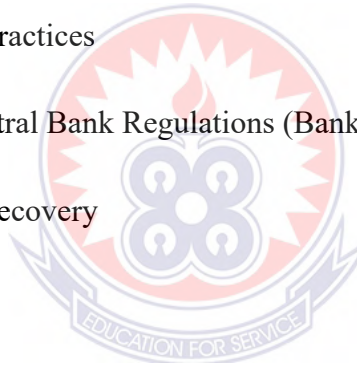 ractices
tral Bank Regulations (Bank
ecovery
EDUCATION FOR SERVICE